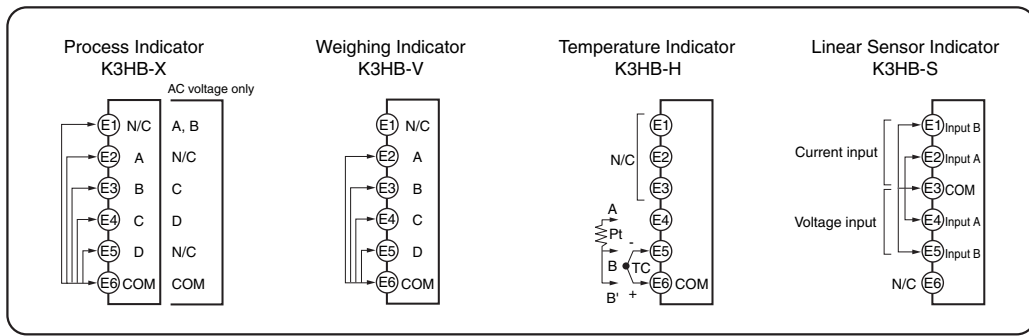 Process Indicator
K3HB-X
AC voltage only
E1 N/C A, B
E2 A N/C
E3 B C
E4 C D
E5 D N/C
E6 COM COM
Weighing Indicator
K3HB-V
E1 N/C
E2 A
E3 B
E4 C
E5 D
E6 COM
Temperature Indicator
K3HB-H
E1
N/C E2
E3
A E4
Pt
- E5
B TC
B' + E6 COM
Linear Sensor Indicator
K3HB-S
E1 Input B
Current input E2 Input A
E3 COM
Voltage input E4 Input A
E5 Input B
N/C E6